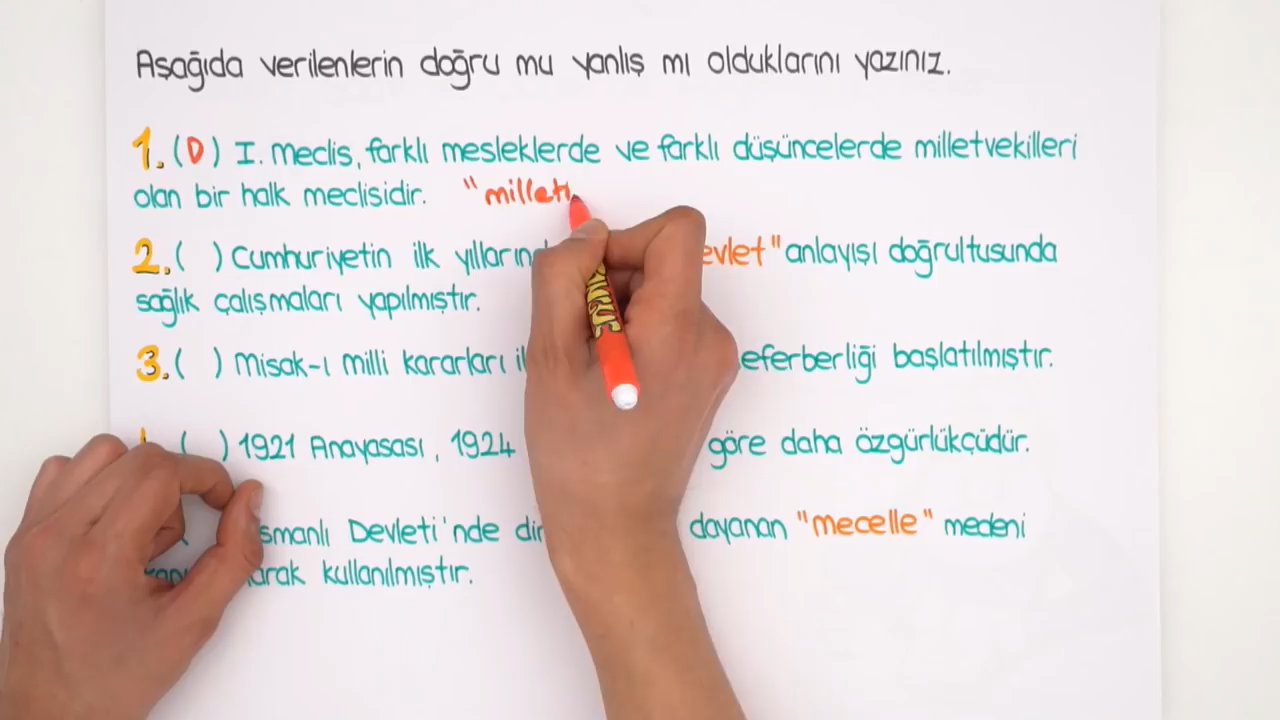 Aşağıda verilenlerin doğru mu yanlış mı olduklarını yazınız.
1. (D) I. meclis, farklı mesleklerde ve farklı düşüncelerde milletvekilleri
olan bir halk meclisidir. "milleti
2. ( ) Cumhuriyetin ilk yılların evlet" anlayışı doğrultusunda
sağlık çalışmaları yapılmıştır.
3. ( ) Misak-ı milli kararları il eferberliği başlatılmıştır.
( ) 1921 Anayasası, 1924 göre daha özgürlükçüdür.
smanlı Devleti'nde din dayanan "mecelle" medeni
arak kullanılmıştır.